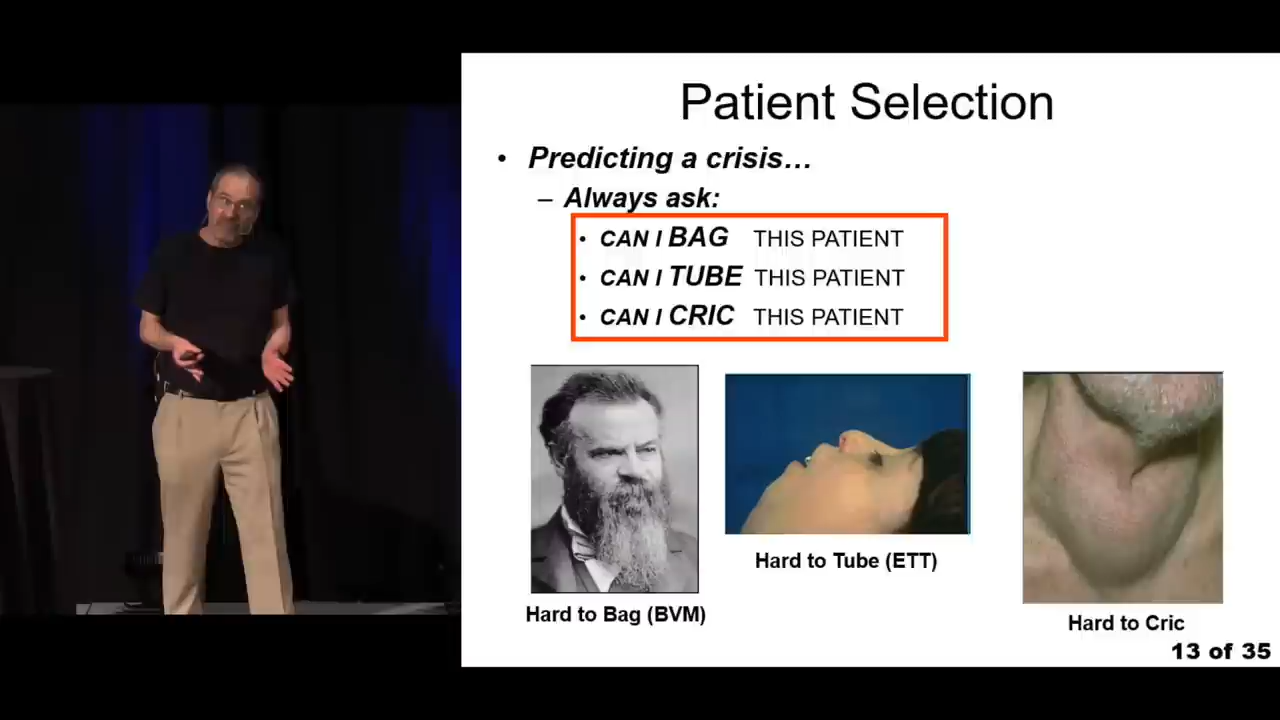 Patient Selection
• Predicting a crisis…
– Always ask:
• CAN I BAG THIS PATIENT
• CAN I TUBE THIS PATIENT
• CAN I CRIC THIS PATIENT
Hard to Tube (ETT)
Hard to Bag (BVM)
Hard to Cric
13 of 35